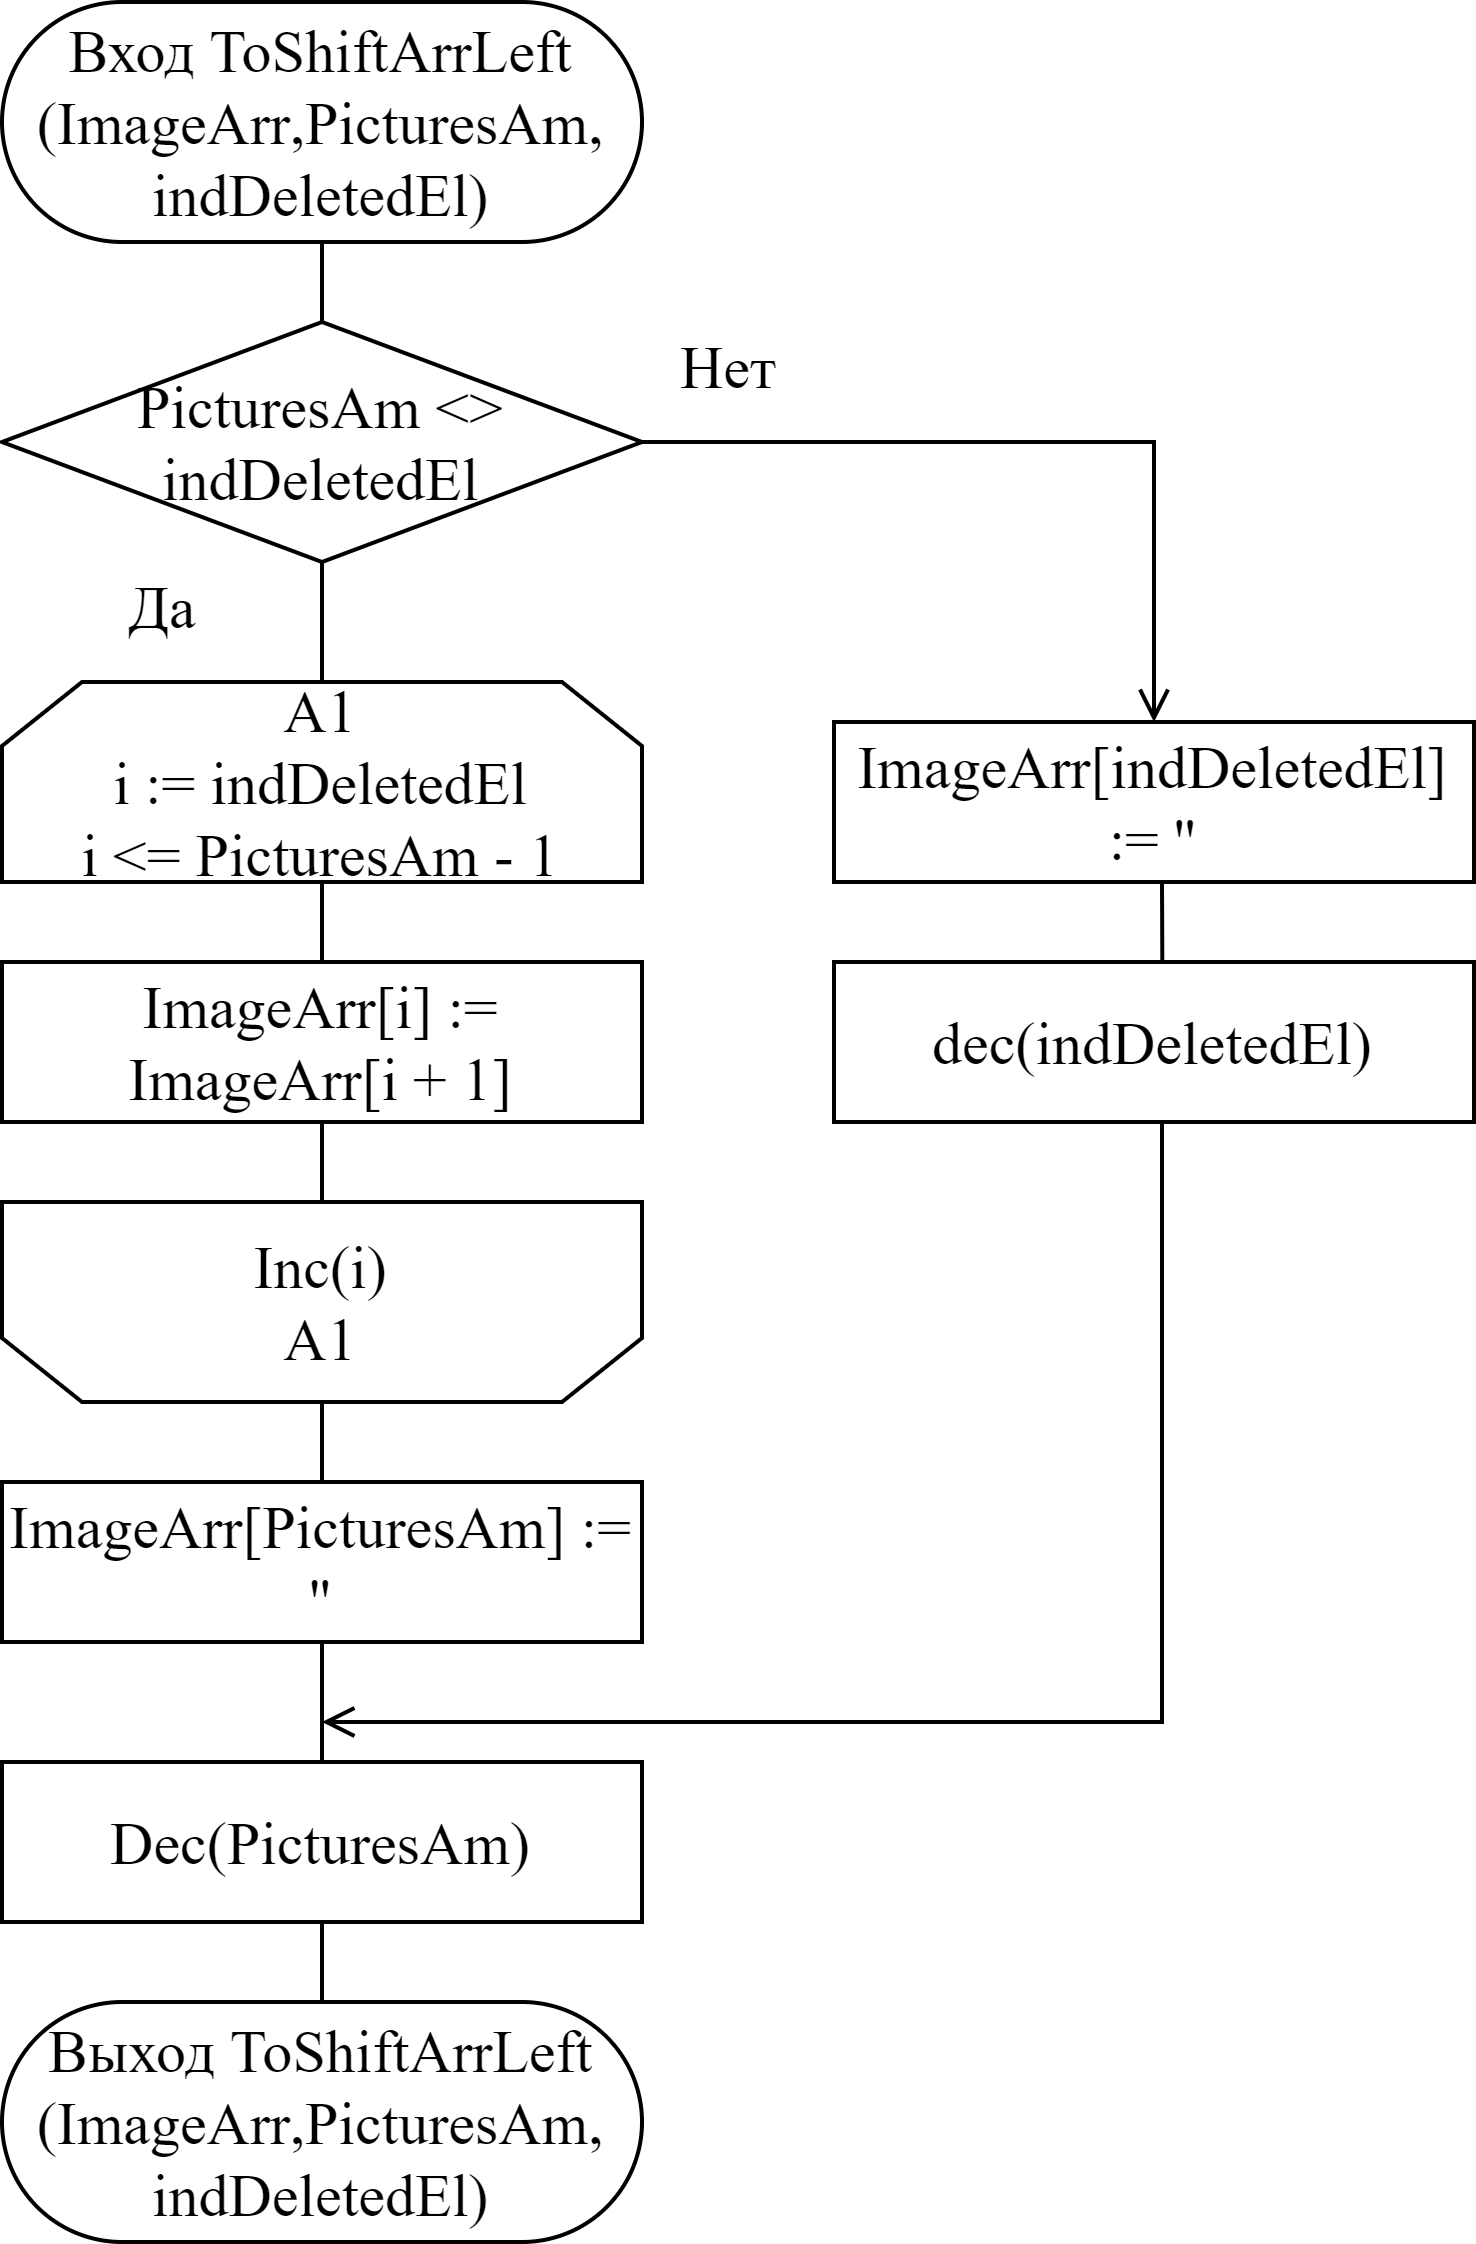 Вход ToShiftArrLeft
(ImageArr,PicturesAm,
indDeletedEl)
PicturesAm <>
indDeletedEl
Нет
Да
A1
i := indDeletedEl
i <= PicturesAm - 1
ImageArr[i] :=
ImageArr[i + 1]
Inc(i)
A1
ImageArr[PicturesAm] :=
''
ImageArr[indDeletedEl]
:= ''
dec(indDeletedEl)
Dec(PicturesAm)
Выход ToShiftArrLeft
(ImageArr,PicturesAm,
indDeletedEl)